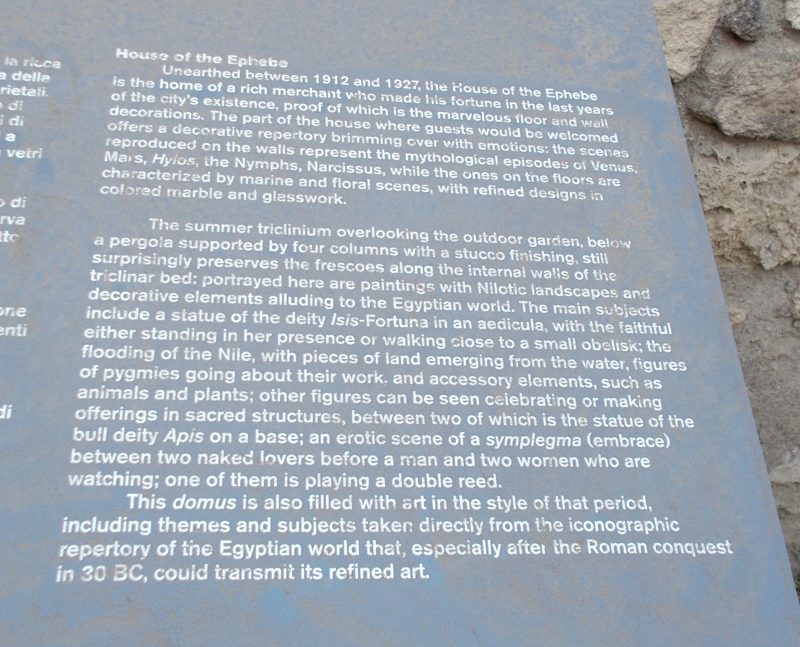 la ricca
a delle
rietali.
o di
i di
i a
vetri
o di
rva
tto
one
enti
di
House of the Ephebe
Unearthed between 1912 and 1927, the House of the Ephebe
is the home of a rich merchant who made his fortune in the last years
of the city's existence, proof of which is the marvelous floor and wall
decorations. The part of the house where guests would be welcomed
offers a decorative repertory brimming over with emotions: the scenes
reproduced on the walls represent the mythological episodes of Venus,
Mars, Hylos, the Nymphs, Narcissus, while the ones on the floors are
characterized by marine and floral scenes, with refined designs in
colored marble and glasswork.
The summer triclinium overlooking the outdoor garden, below
a pergola supported by four columns with a stucco finishing, still
surprisingly preserves the frescoes along the internal walls of the
triclinar bed: portrayed here are paintings with Nilotic landscapes and
decorative elements alluding to the Egyptian world. The main subjects
include a statue of the deity Isis-Fortuna in an aedicula, with the faithful
either standing in her presence or walking close to a small obelisk; the
flooding of the Nile, with pieces of land emerging from the water, figures
of pygmies going about their work. and accessory elements, such as
animals and plants; other figures can be seen celebrating or making
offerings in sacred structures, between two of which is the statue of the
bull deity Apis on a base; an erotic scene of a symplegma (embrace)
between two naked lovers before a man and two women who are
watching; one of them is playing a double reed.
This domus is also filled with art in the style of that period,
including themes and subjects taken directly from the iconographic
repertory of the Egyptian world that, especially after the Roman conquest
in 30 BC, could transmit its refined art.